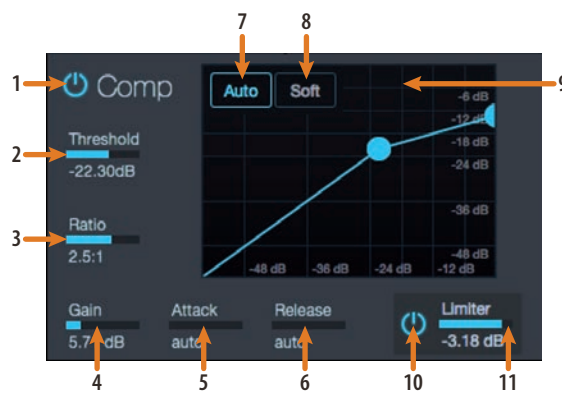 7 8
1 Comp Auto Soft 9
-6 dB
-12 dB
Threshold -18 dB
2
-22.30dB -24 dB
Ratio -36 dB
3
2.5:1 -48 dB
-48 dB -36 dB -24 dB -12 dB
Gain Attack Release Limiter
auto auto -3.18 dB
4 5 6 10 11